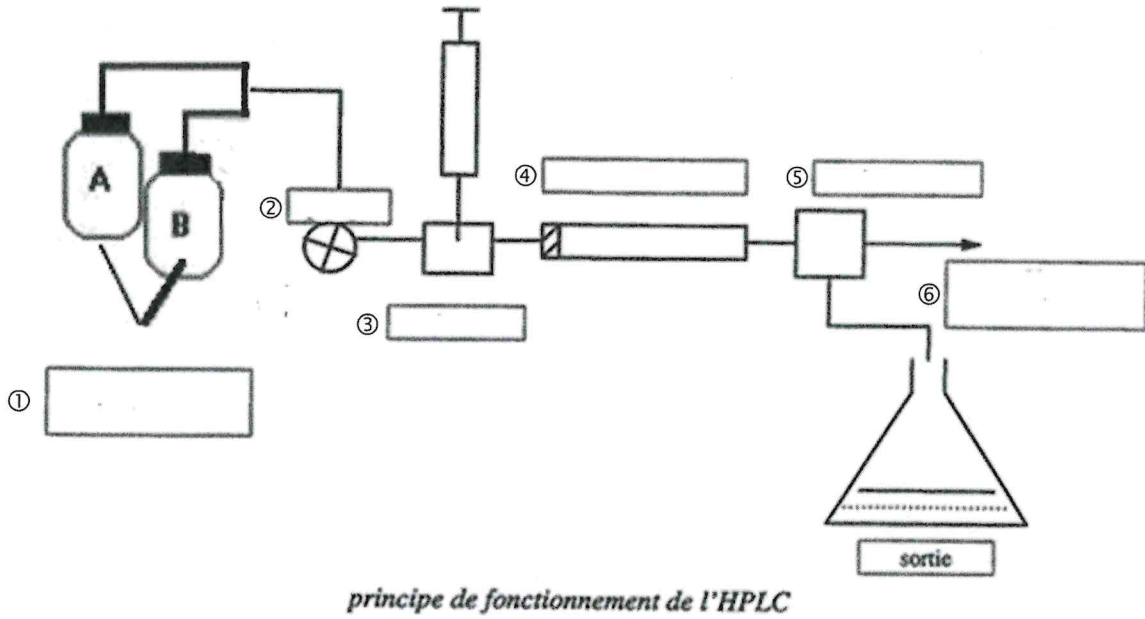 A
B
②
④
⑤
③
⑥
①
sortie
principe de fonctionnement de l'HPLC